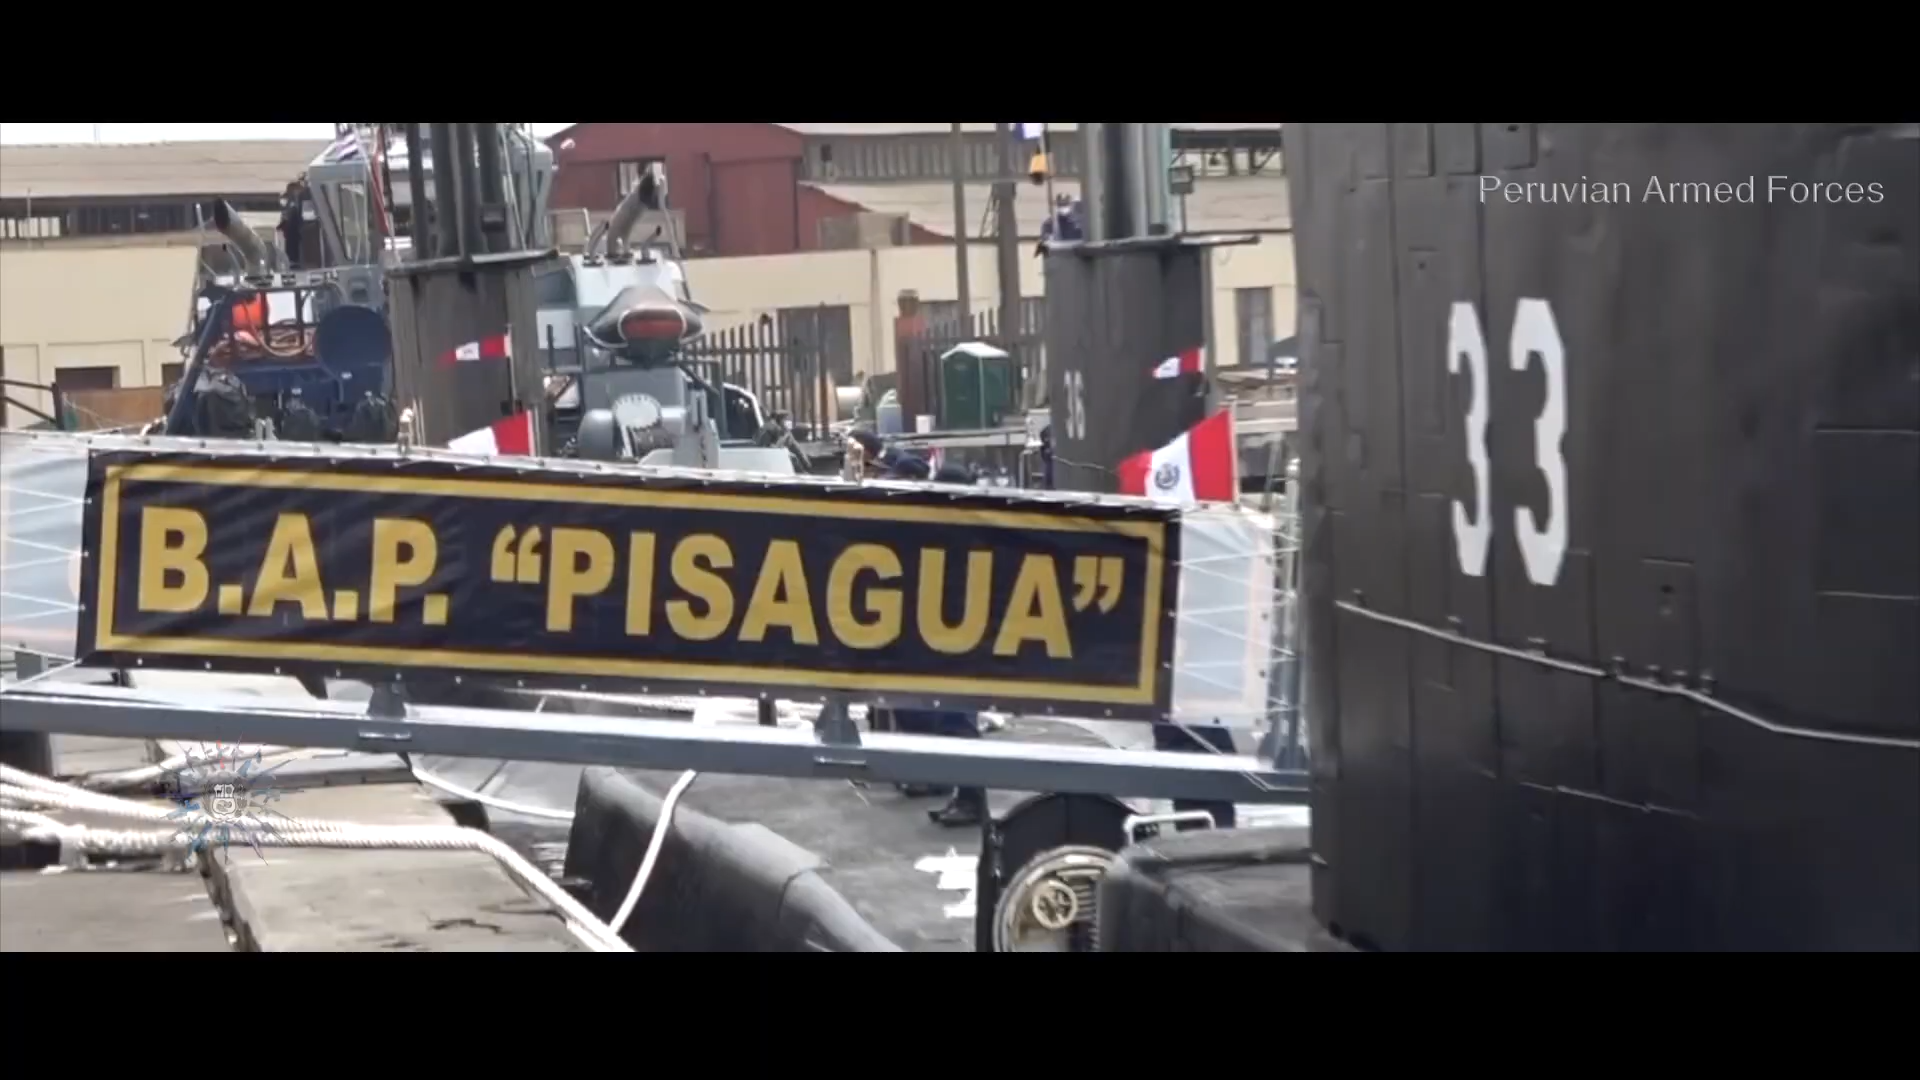 Peruvian Armed Forces
33
36
B.A.P. “PISAGUA”